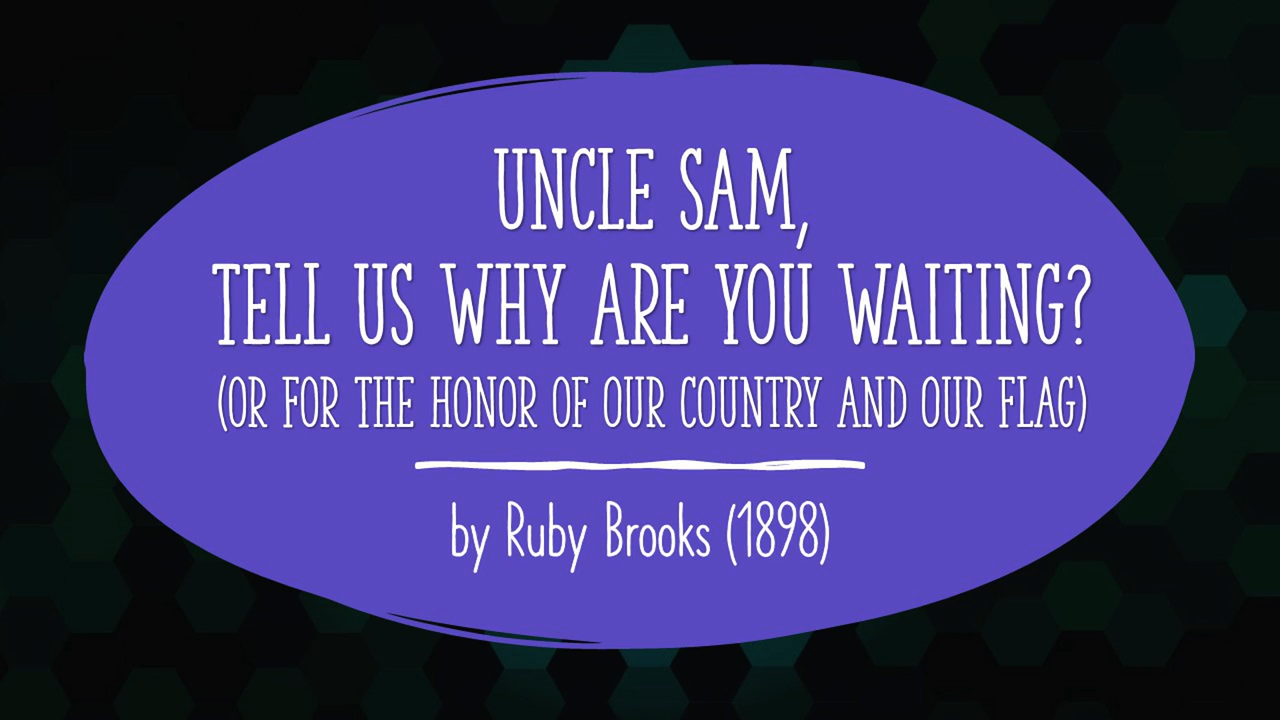 UNCLE SAM,
TELL US WHY ARE YOU WAITING?
(OR FOR THE HONOR OF OUR COUNTRY AND OUR FLAG)
by Ruby Brooks (1898)